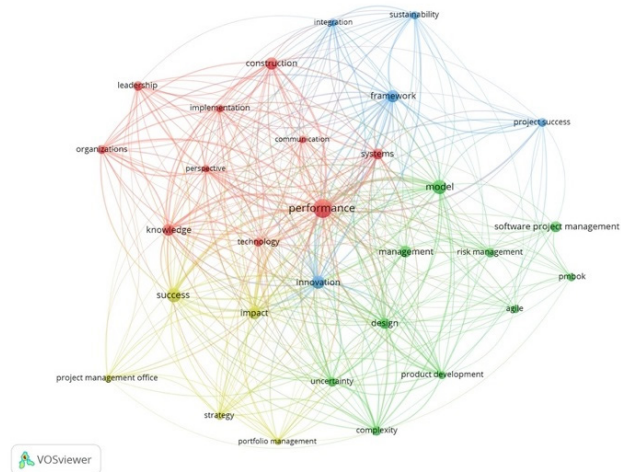 integration
sustainability
construction
leadership
framework
implementation
project success
communication
organizations
systems
perspective
model
performance
knowledge
software project management
technology
management
risk management
pmbok
innovation
success
impact
agile
design
project management office
uncertainty
product development
strategy
complexity
portfolio management
VOSviewer